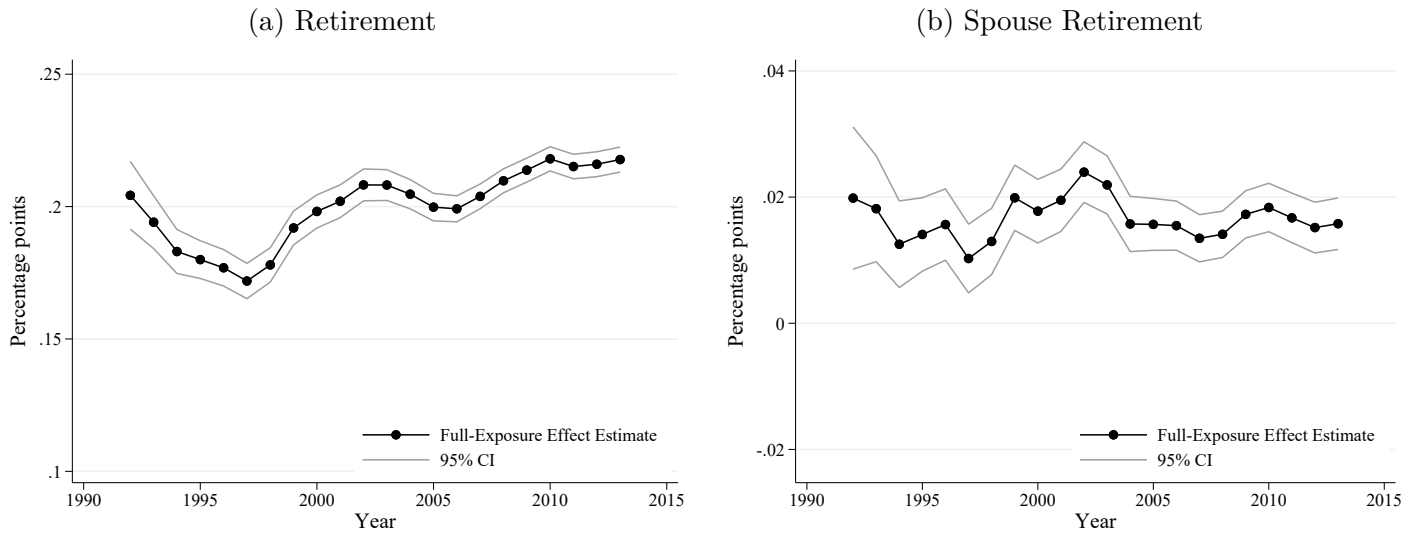 (a) Retirement
.25
.2
.15
.1
Percentage points
Full-Exposure Effect Estimate
95% CI
1990 1995 2000 2005 2010 2015
Year
(b) Spouse Retirement
.04
.02
0
-.02
Percentage points
Full-Exposure Effect Estimate
95% CI
1990 1995 2000 2005 2010 2015
Year